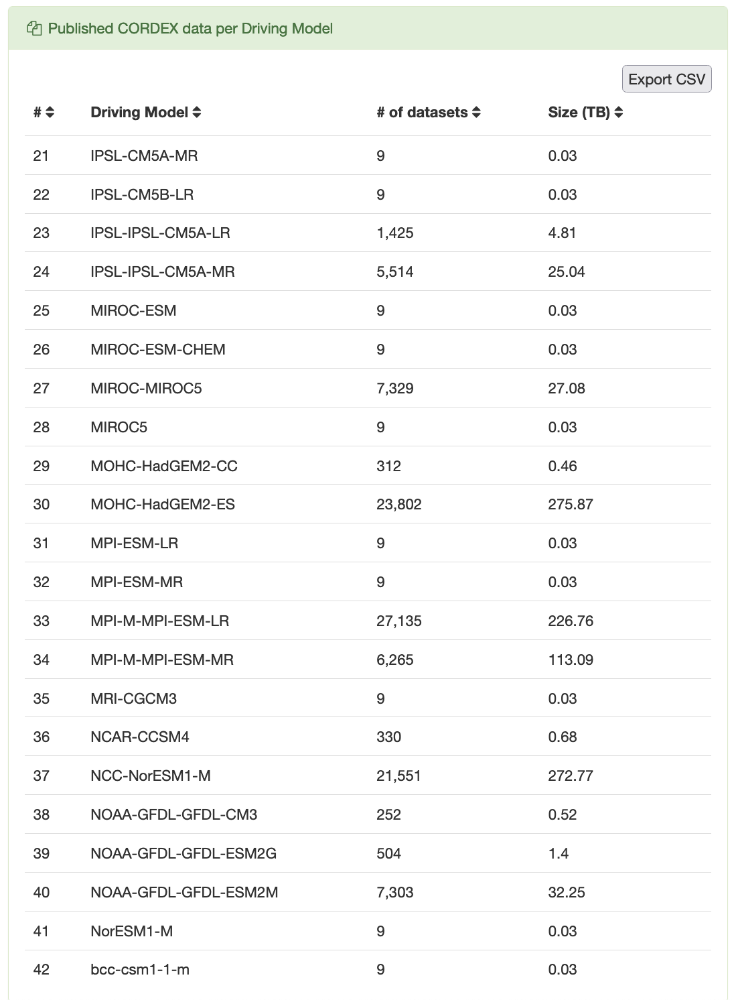 Published CORDEX data per Driving Model
Export CSV
# Driving Model # of datasets Size (TB)
21 IPSL-CM5A-MR 9 0.03
22 IPSL-CM5B-LR 9 0.03
23 IPSL-IPSL-CM5A-LR 1,425 4.81
24 IPSL-IPSL-CM5A-MR 5,514 25.04
25 MIROC-ESM 9 0.03
26 MIROC-ESM-CHEM 9 0.03
27 MIROC-MIROC5 7,329 27.08
28 MIROC5 9 0.03
29 MOHC-HadGEM2-CC 312 0.46
30 MOHC-HadGEM2-ES 23,802 275.87
31 MPI-ESM-LR 9 0.03
32 MPI-ESM-MR 9 0.03
33 MPI-M-MPI-ESM-LR 27,135 226.76
34 MPI-M-MPI-ESM-MR 6,265 113.09
35 MRI-CGCM3 9 0.03
36 NCAR-CCSM4 330 0.68
37 NCC-NorESM1-M 21,551 272.77
38 NOAA-GFDL-GFDL-CM3 252 0.52
39 NOAA-GFDL-GFDL-ESM2G 504 1.4
40 NOAA-GFDL-GFDL-ESM2M 7,303 32.25
41 NorESM1-M 9 0.03
42 bcc-csm1-1-m 9 0.03